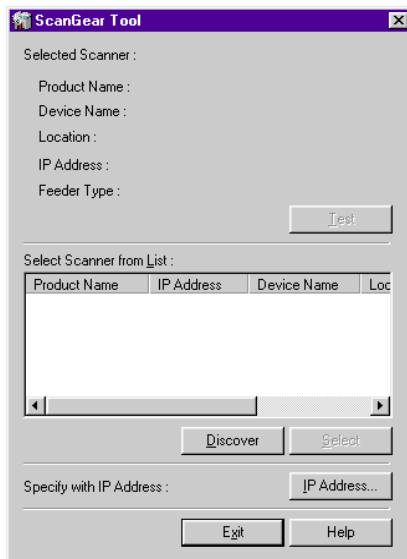 ScanGear Tool
Selected Scanner :
Product Name :
Device Name :
Location :
IP Address :
Feeder Type :
Test
Select Scanner from List :
Product Name IP Address Device Name Loc
Discover Select
Specify with IP Address : IP Address...
Exit Help